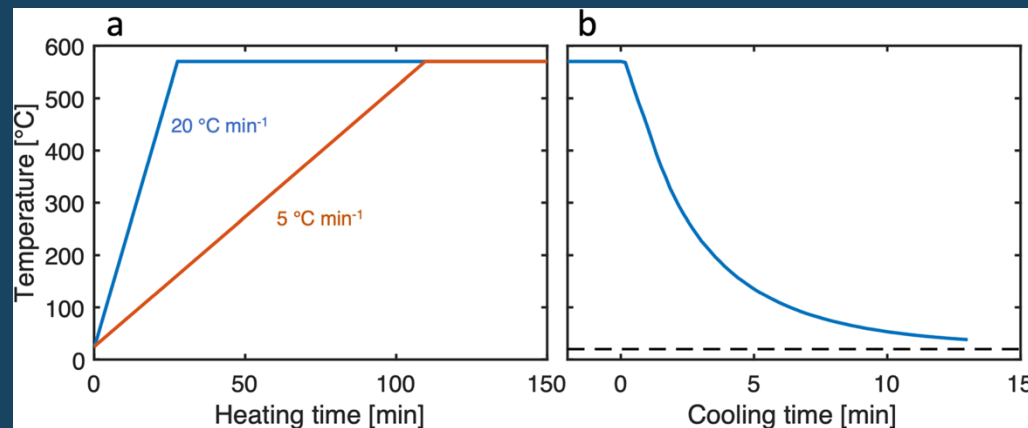 a
b
600
500
400
300
200
100
0
Temperature [°C]
20 °C min-1
5 °C min-1
0
50
100
150
0
5
10
15
Heating time [min]
Cooling time [min]